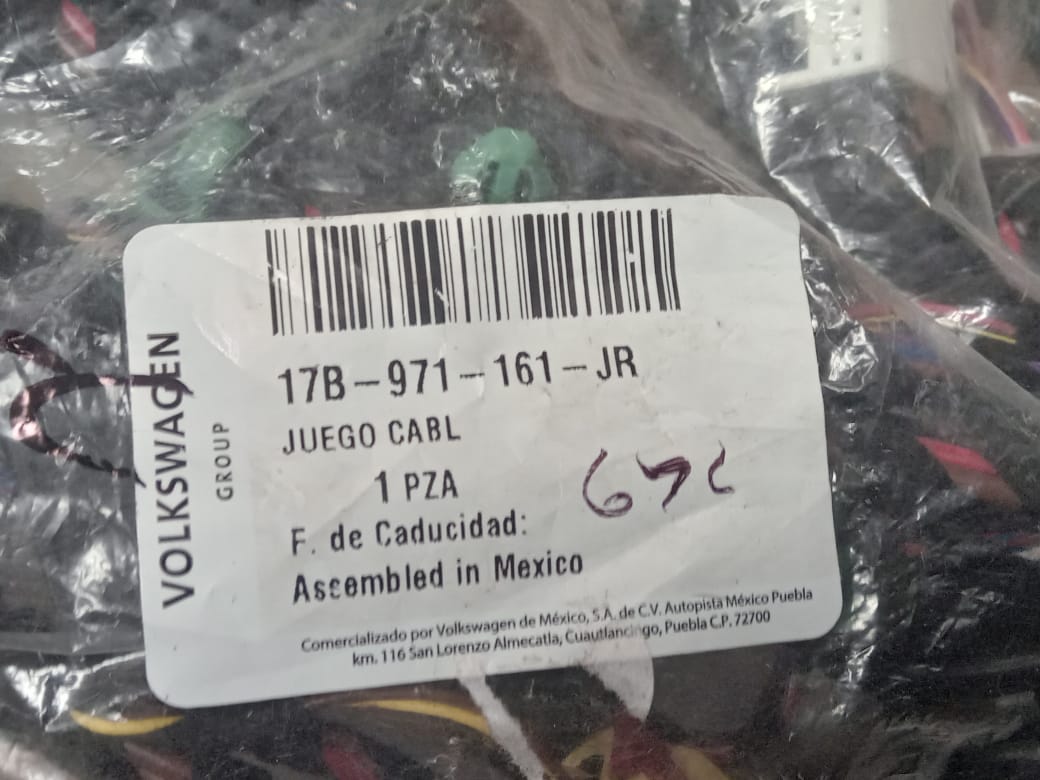 VOLKSWAGEN
GROUP
17B-971-161-JR
JUEGO CABL
1 PZA
F. de Caducidad:
Assembled in Mexico
Comercializado por Volkswagen de México, S.A. de C.V. Autopista México Puebla
km. 116 San Lorenzo Almecatla, Cuautlancingo, Puebla C.P. 72700